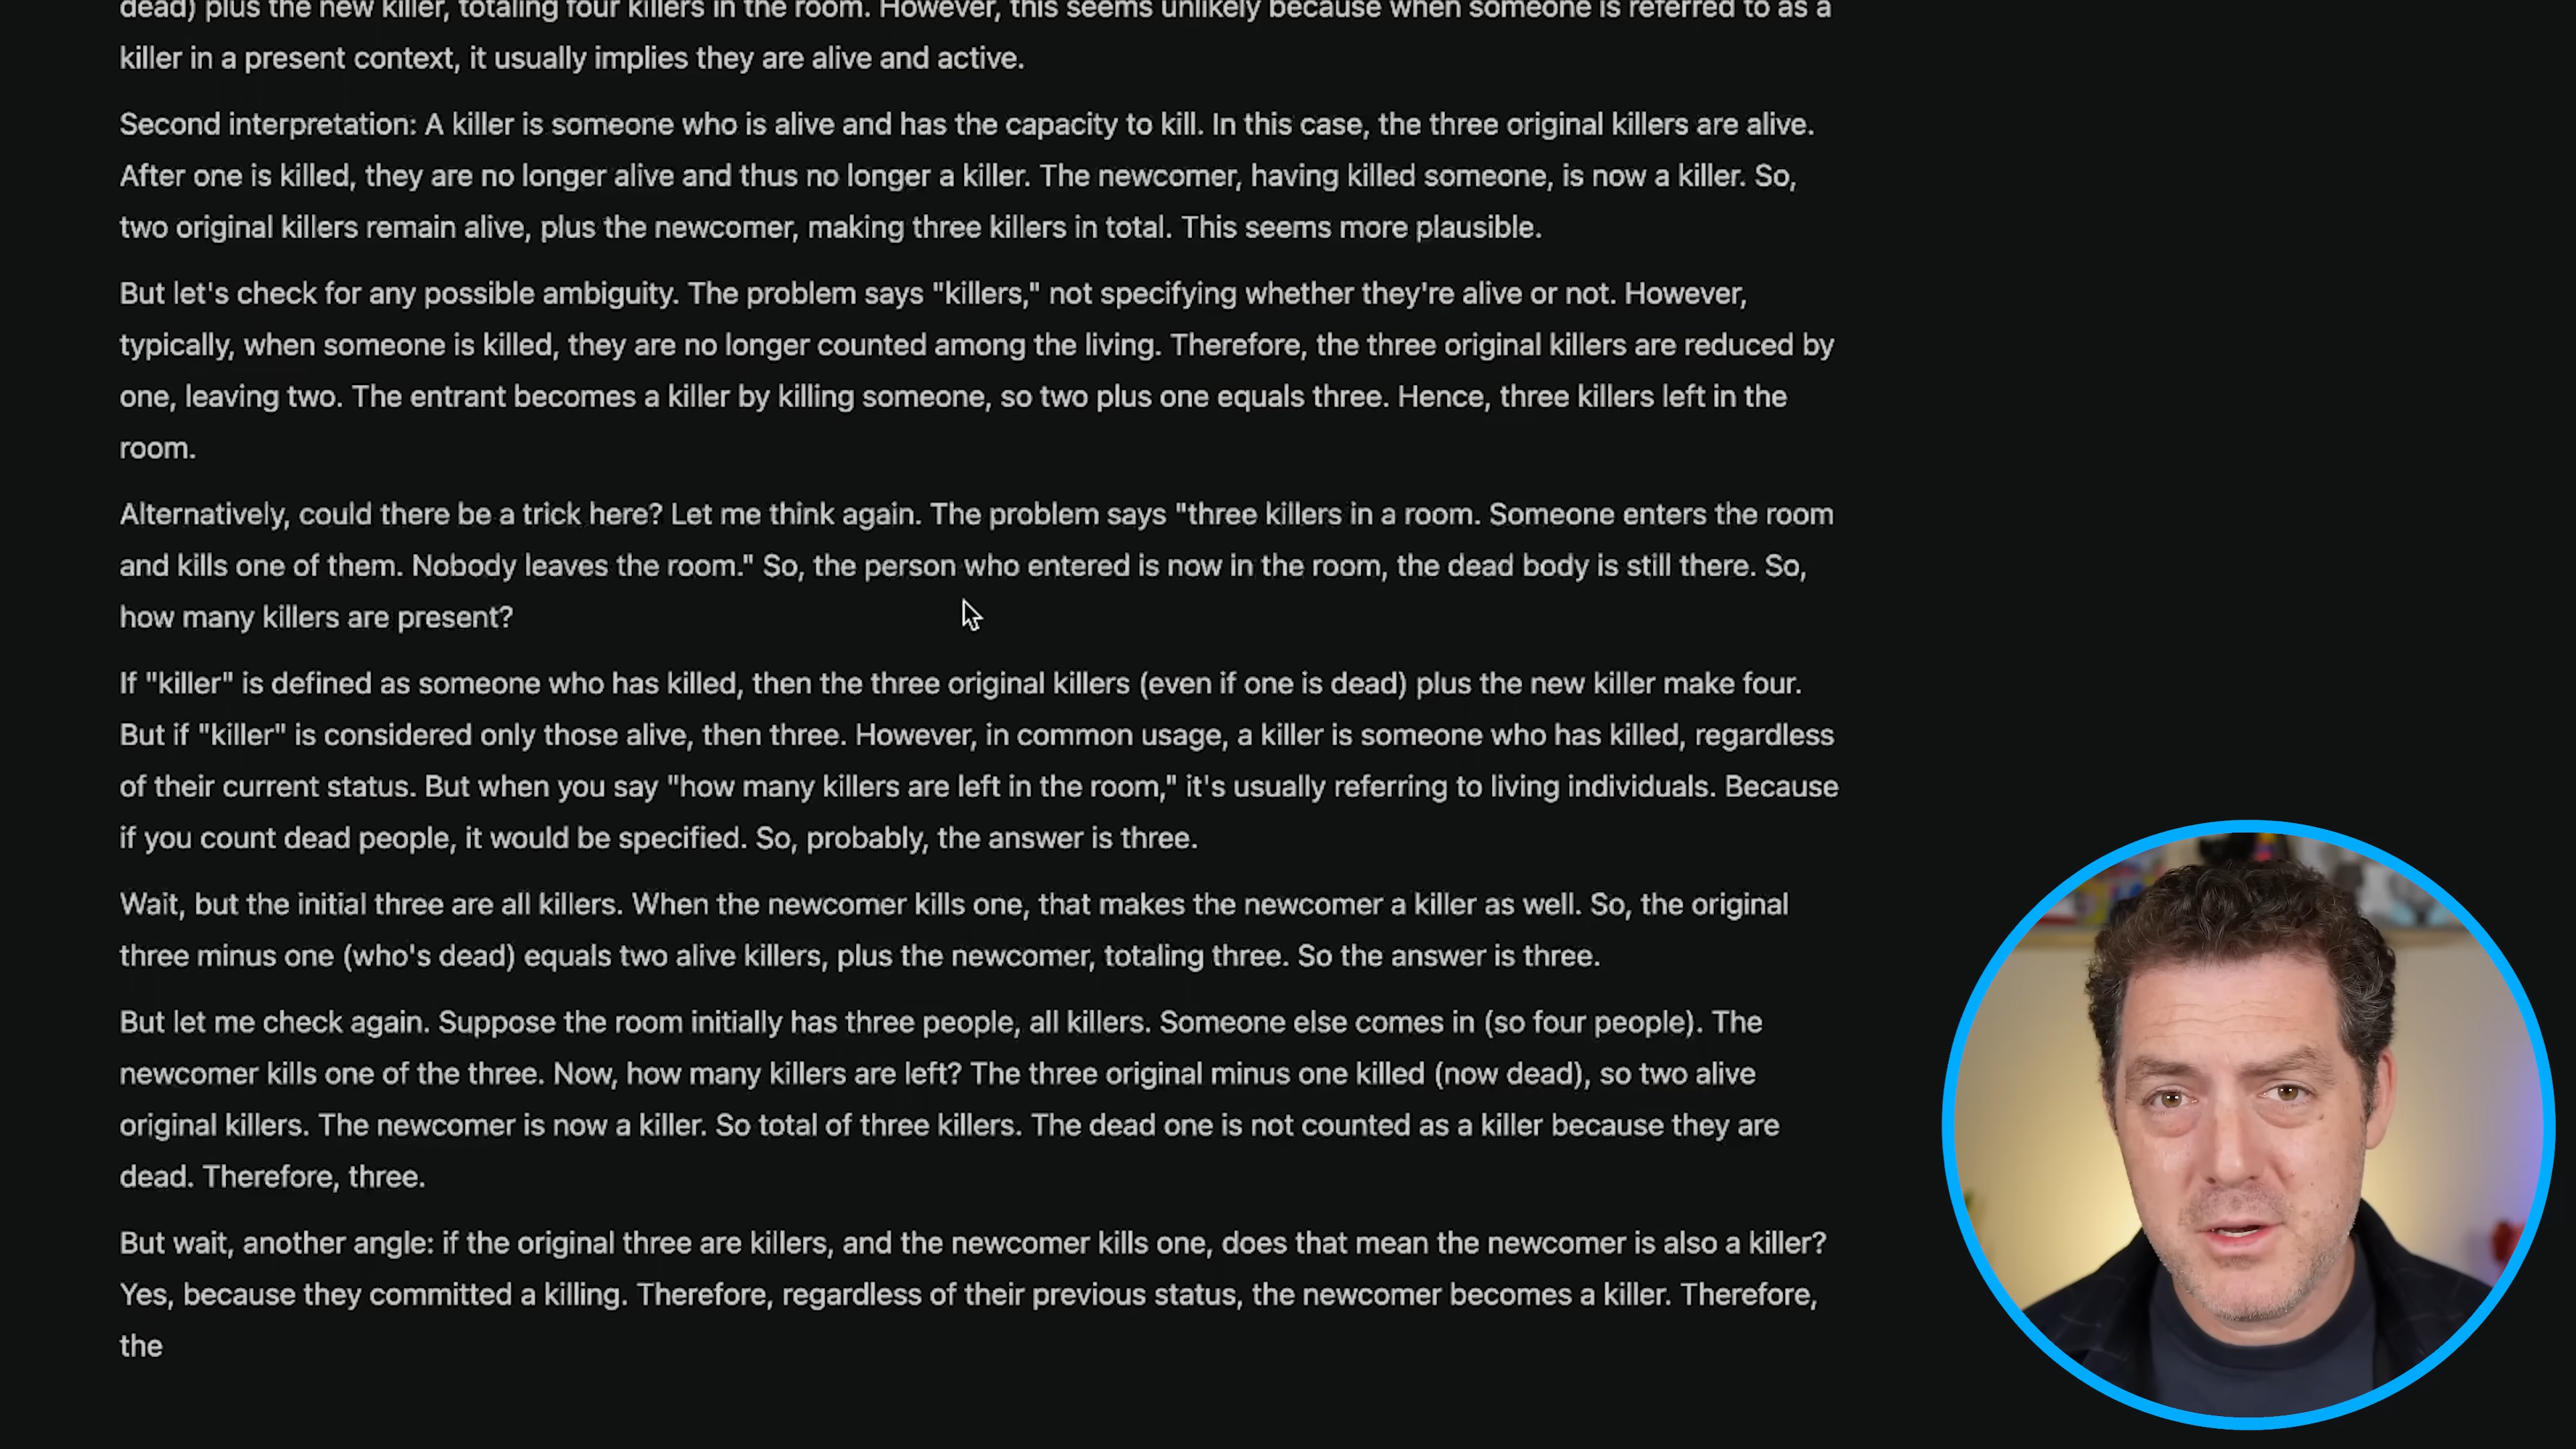 dead) plus the new killer, totaling four killers in the room. However, this seems unlikely because when someone is referred to as a
killer in a present context, it usually implies they are alive and active.
Second interpretation: A killer is someone who is alive and has the capacity to kill. In this case, the three original killers are alive.
After one is killed, they are no longer alive and thus no longer a killer. The newcomer, having killed someone, is now a killer. So,
two original killers remain alive, plus the newcomer, making three killers in total. This seems more plausible.
But let's check for any possible ambiguity. The problem says "killers," not specifying whether they're alive or not. However,
typically, when someone is killed, they are no longer counted among the living. Therefore, the three original killers are reduced by
one, leaving two. The entrant becomes a killer by killing someone, so two plus one equals three. Hence, three killers left in the
room.
Alternatively, could there be a trick here? Let me think again. The problem says "three killers in a room. Someone enters the room
and kills one of them. Nobody leaves the room." So, the person who entered is now in the room, the dead body is still there. So,
how many killers are present?
If "killer" is defined as someone who has killed, then the three original killers (even if one is dead) plus the new killer make four.
But if "killer" is considered only those alive, then three. However, in common usage, a killer is someone who has killed, regardless
of their current status. But when you say "how many killers are left in the room," it's usually referring to living individuals. Because
if you count dead people, it would be specified. So, probably, the answer is three.
Wait, but the initial three are all killers. When the newcomer kills one, that makes the newcomer a killer as well. So, the original
three minus one (who's dead) equals two alive killers, plus the newcomer, totaling three. So the answer is three.
But let me check again. Suppose the room initially has three people, all killers. Someone else comes in (so four people). The
newcomer kills one of the three. Now, how many killers are left? The three original minus one killed (now dead), so two alive
original killers. The newcomer is now a killer. So total of three killers. The dead one is not counted as a killer because they are
dead. Therefore, three.
But wait, another angle: if the original three are killers, and the newcomer kills one, does that mean the newcomer is also a killer?
Yes, because they committed a killing. Therefore, regardless of their previous status, the newcomer becomes a killer. Therefore,
the